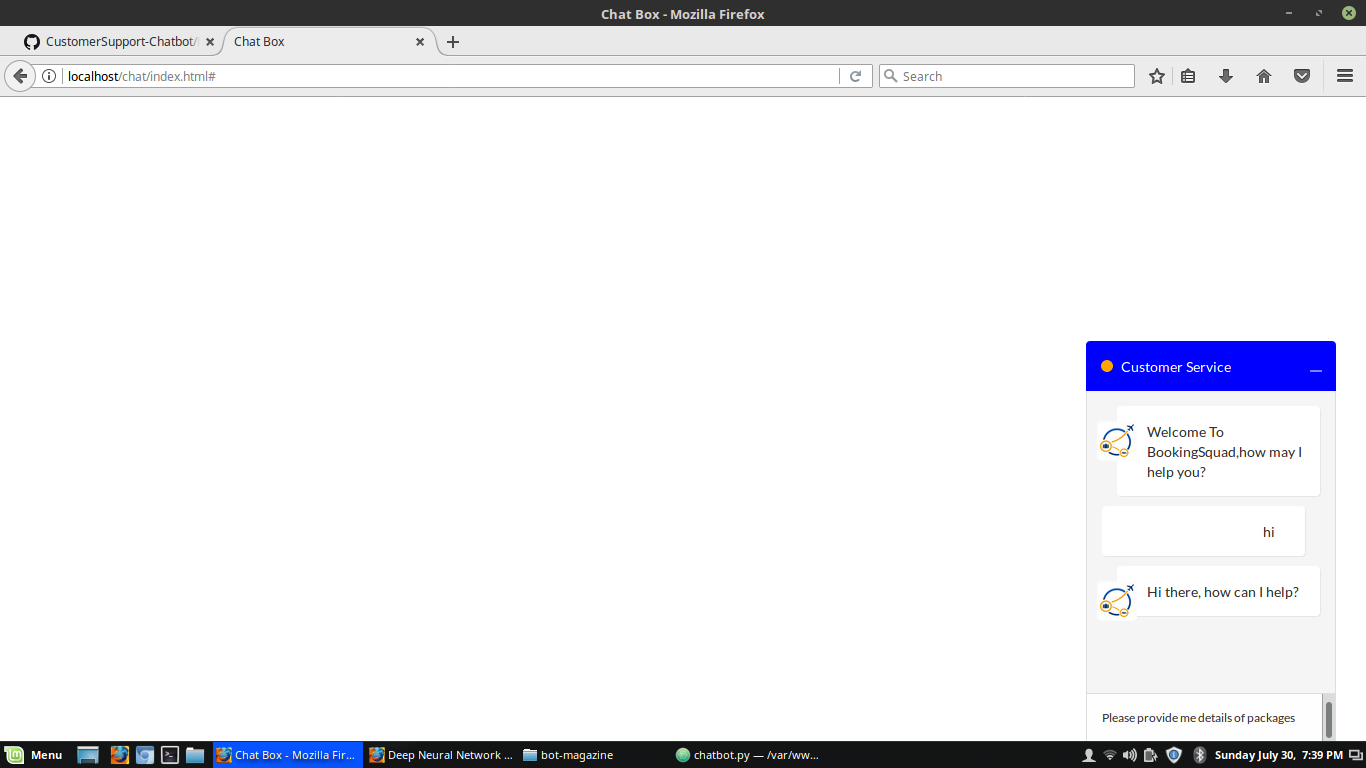 Chat Box - Mozilla Firefox
CustomerSupport-Chatbot/
Chat Box
localhost/chat/index.html#
Search
Customer Service
Welcome To
BookingSquad,how may I
help you?
hi
Hi there, how can I help?
Please provide me details of packages
Menu
Chat Box - Mozilla Fir...
Deep Neural Network ...
bot-magazine
chatbot.py — /var/ww...
Sunday July 30, 7:39 PM